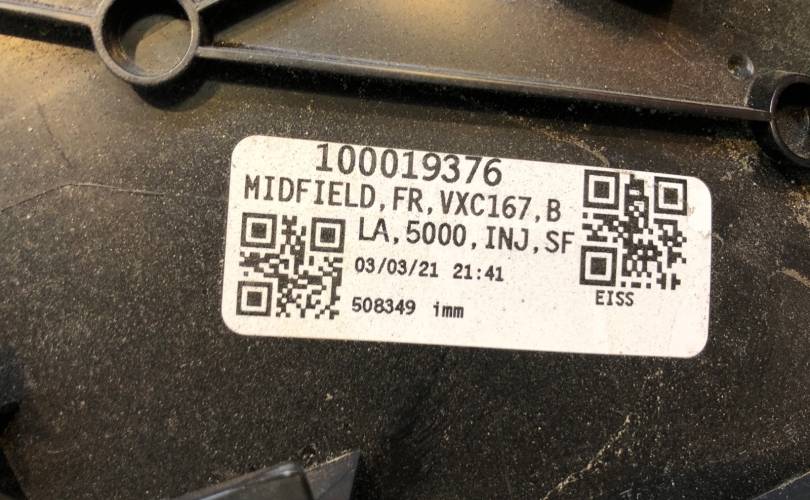 100019376
MIDFIELD,FR,VXC167,B
LA,5000,INJ,SF
03/03/21 21:41
508349 imm
EISS